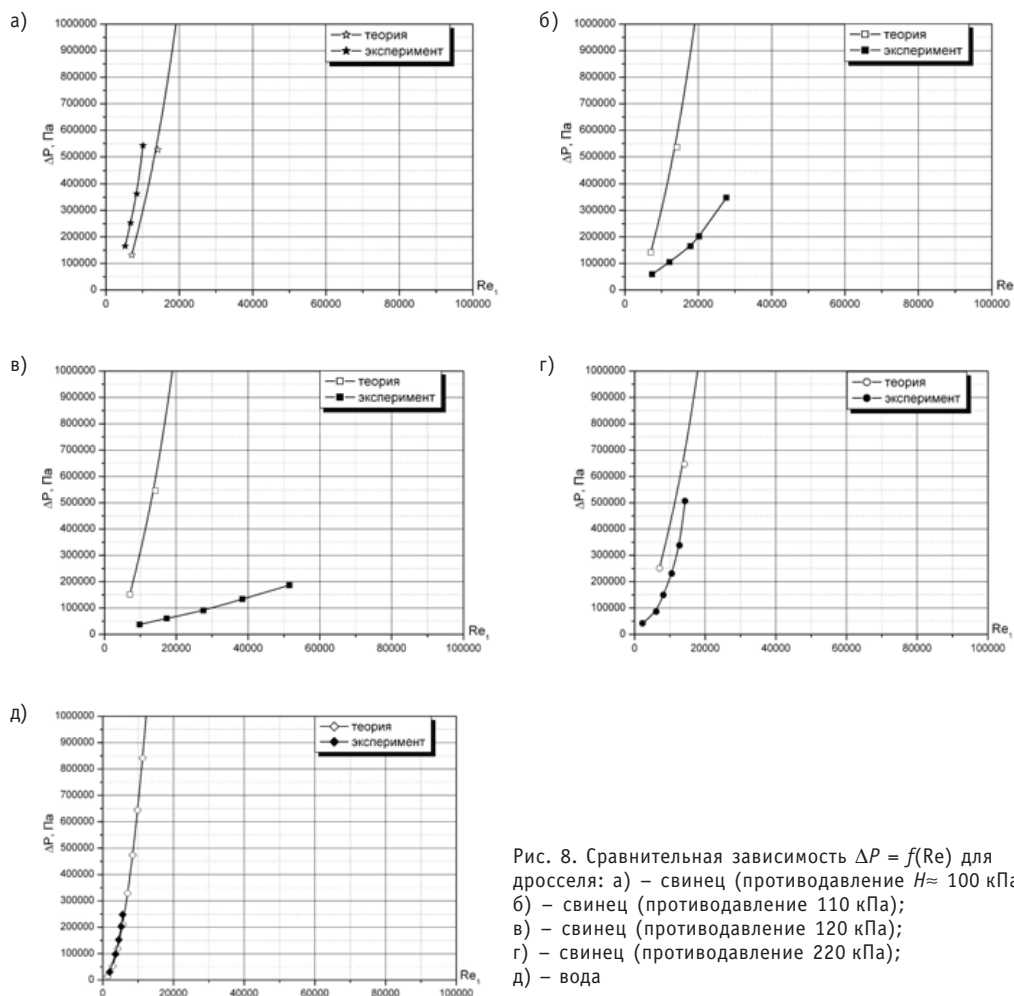 а)
1000000
900000
800000
700000
600000
500000
400000
300000
200000
100000
0
ΔP, Па
теория
эксперимент
0 20000 40000 60000 80000 100000
Re₁
б)
1000000
900000
800000
700000
600000
500000
400000
300000
200000
100000
0
ΔP, Па
теория
эксперимент
0 20000 40000 60000 80000 100000
Re₁
в)
1000000
900000
800000
700000
600000
500000
400000
300000
200000
100000
0
ΔP, Па
теория
эксперимент
0 20000 40000 60000 80000 100000
Re₁
г)
1000000
900000
800000
700000
600000
500000
400000
300000
200000
100000
0
ΔP, Па
теория
эксперимент
0 20000 40000 60000 80000 100000
Re₁
д)
1000000
900000
800000
700000
600000
500000
400000
300000
200000
100000
0
ΔP, Па
теория
эксперимент
0 20000 40000 60000 80000 100000
Re₁
Рис. 8. Сравнительная зависимость ΔP = f(Re) для
дросселя: а) – свинец (противодавление H≈ 100 кПа
б) – свинец (противодавление 110 кПа);
в) – свинец (противодавление 120 кПа);
г) – свинец (противодавление 220 кПа);
д) – вода